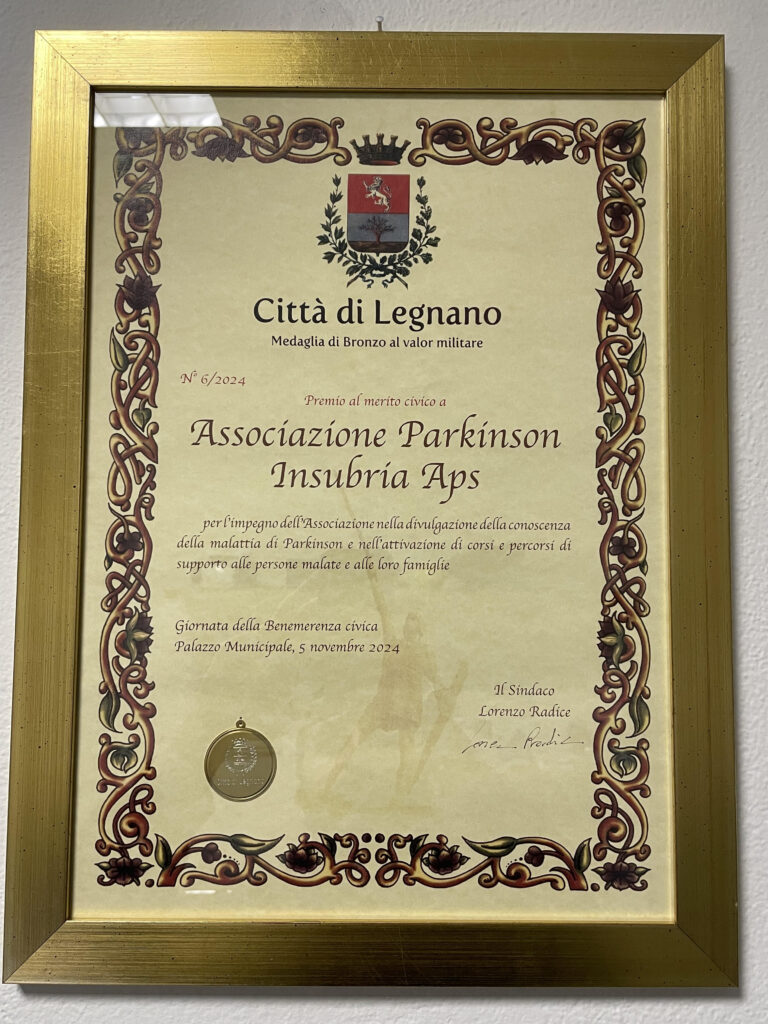 Città di Legnano
Medaglia di Bronzo al valor militare
N° 6/2024
Premio al merito civico a
Associazione Parkinson
Insubria Aps
per l'impegno dell'Associazione nella divulgazione della conoscenza
della malattia di Parkinson e nell'attivazione di corsi e percorsi di
supporto alle persone malate e alle loro famiglie
Giornata della Benemerenza civica
Palazzo Municipale, 5 novembre 2024
Il Sindaco
Lorenzo Radice
Città di Legnano